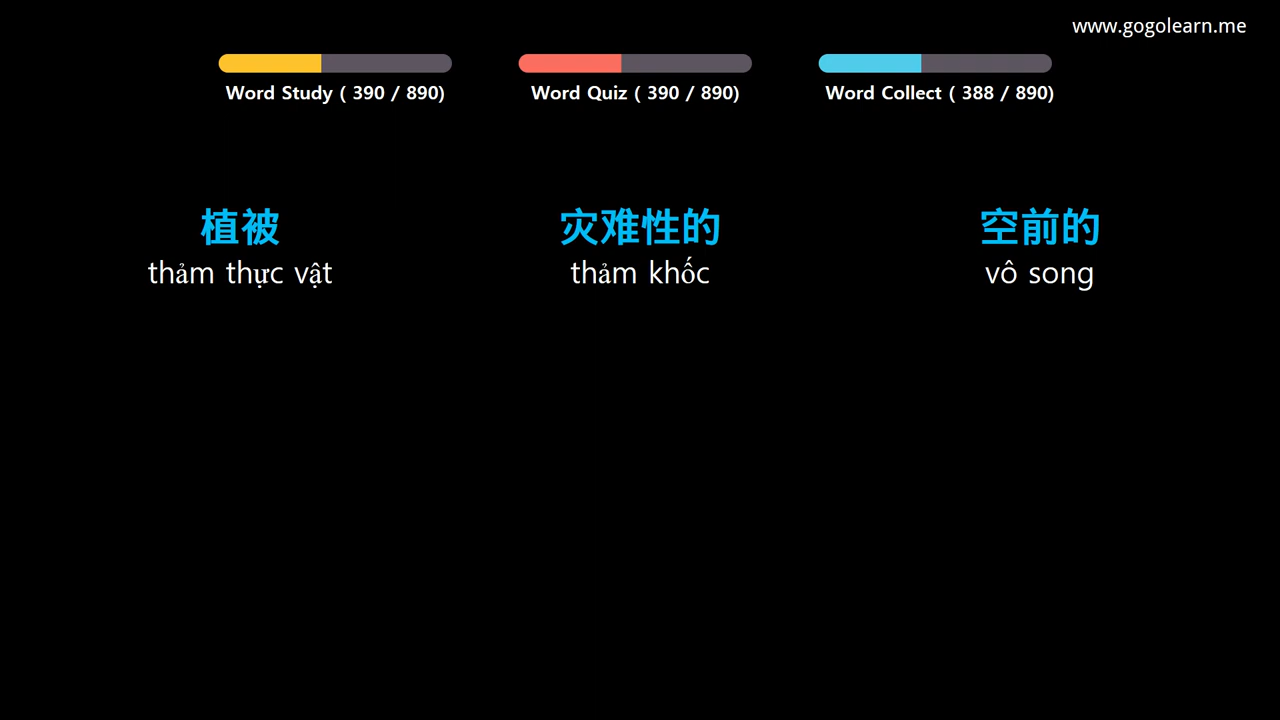 www.gogolearn.me
Word Study ( 390 / 890)
Word Quiz ( 390 / 890)
Word Collect ( 388 / 890)
植被
thảm thực vật
灾难性的
thảm khốc
空前的
vô song